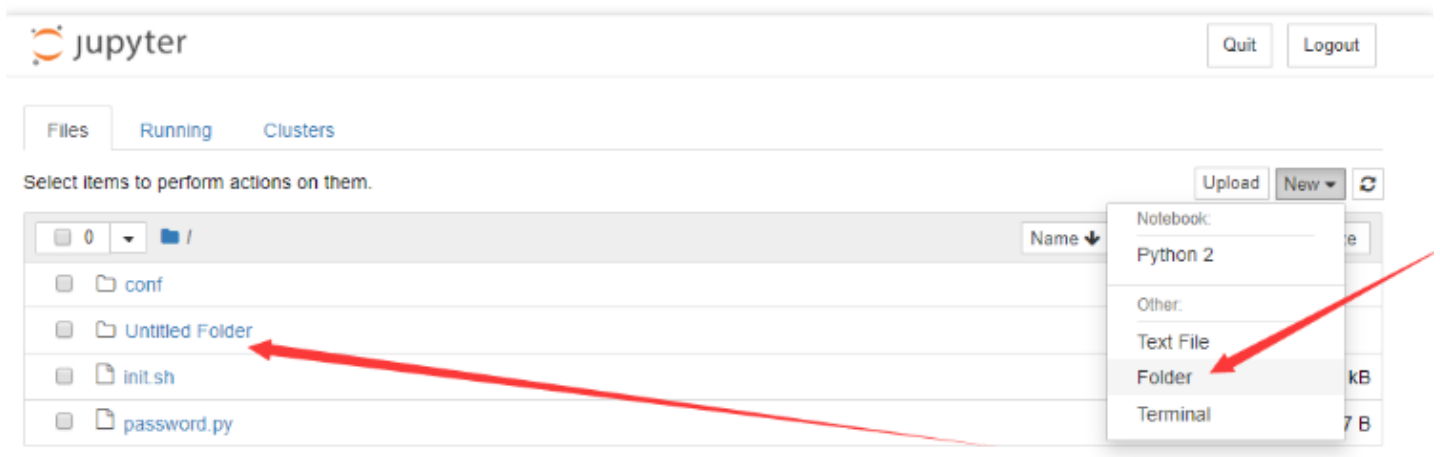 jupyter
Quit Logout
Files Running Clusters
Select items to perform actions on them.
Upload New
0 /
Name
Notebook:
Python 2
Other:
Text File
Folder
Terminal
conf
Untitled Folder
init.sh
kB
password.py
7 B